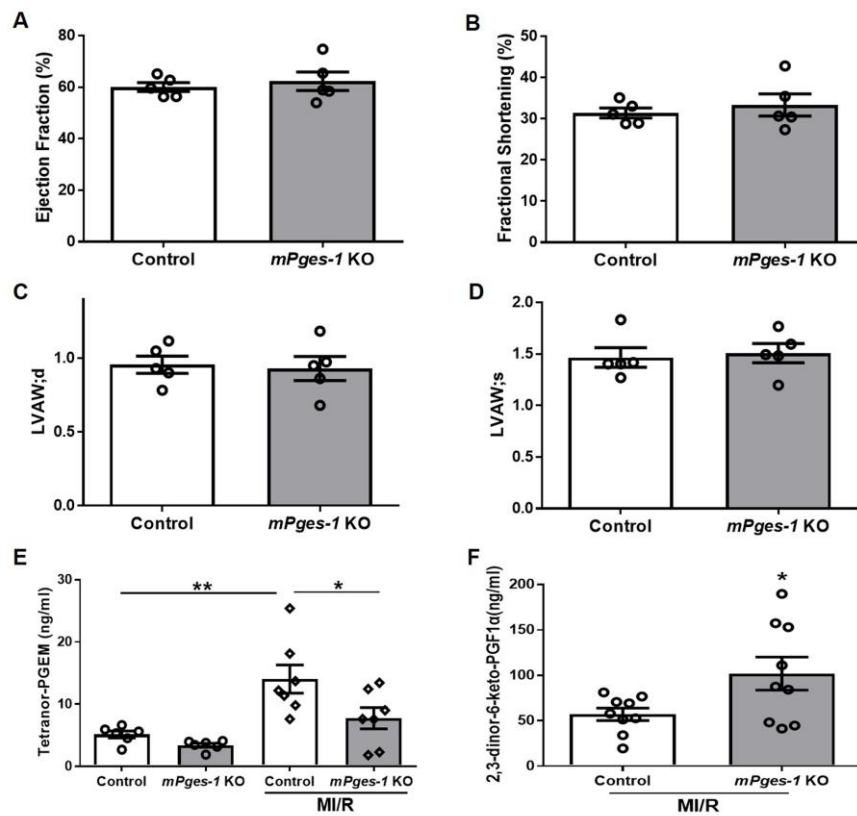 A
Ejection Fraction (%)
80
60
40
20
0
Control
mPges-1 KO
B
Fractional Shortening (%)
50
40
30
20
10
0
Control
mPges-1 KO
C
LVAW;d
1.0
0.5
0.0
Control
mPges-1 KO
D
LVAW;s
2.0
1.5
1.0
0.5
0.0
Control
mPges-1 KO
E
Tetranor-PGEM (ng/ml)
30
20
10
0
**
*
Control
mPges-1 KO
Control
mPges-1 KO
MI/R
F
2,3-dinor-6-keto-PGF1α(ng/ml)
200
150
100
50
0
*
Control
mPges-1 KO
MI/R